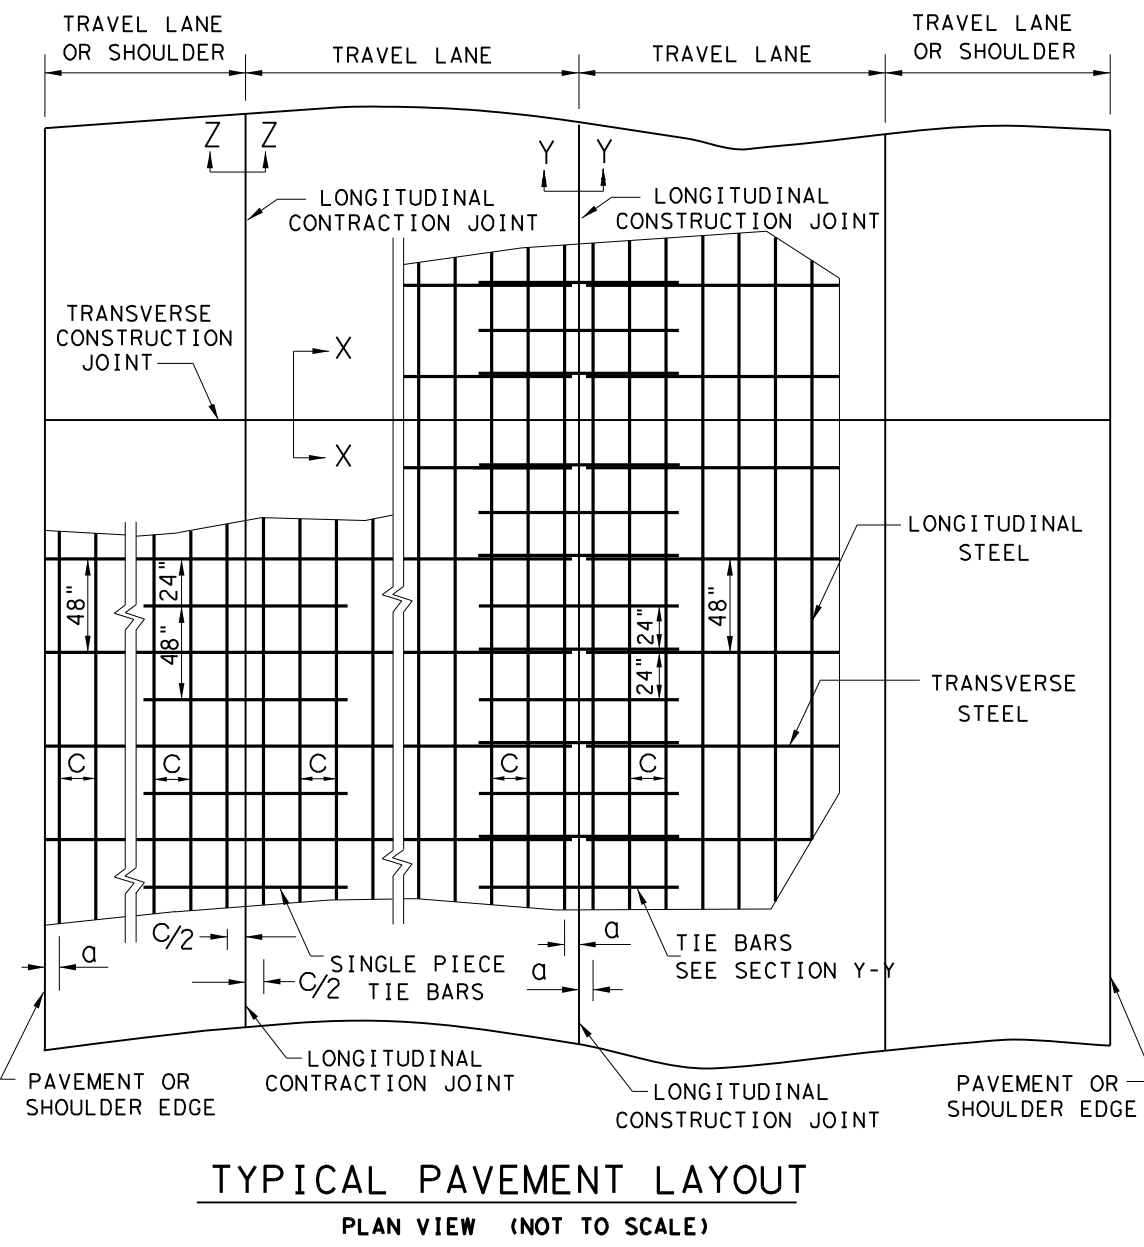 TRAVEL LANE
OR SHOULDER
TRAVEL LANE
TRAVEL LANE
TRAVEL LANE
OR SHOULDER
Z Z
Y Y
LONGITUDINAL
CONTRACTION JOINT
LONGITUDINAL
CONSTRUCTION JOINT
TRANSVERSE
CONSTRUCTION
JOINT
X
X
LONGITUDINAL
STEEL
48"
24"
48"
24"
24"
48"
TRANSVERSE
STEEL
C
C
C
C
C
C/2
a
a
a
C/2
SINGLE PIECE
TIE BARS
TIE BARS
SEE SECTION Y-Y
PAVEMENT OR
SHOULDER EDGE
LONGITUDINAL
CONTRACTION JOINT
LONGITUDINAL
CONSTRUCTION JOINT
PAVEMENT OR
SHOULDER EDGE
TYPICAL PAVEMENT LAYOUT
PLAN VIEW (NOT TO SCALE)